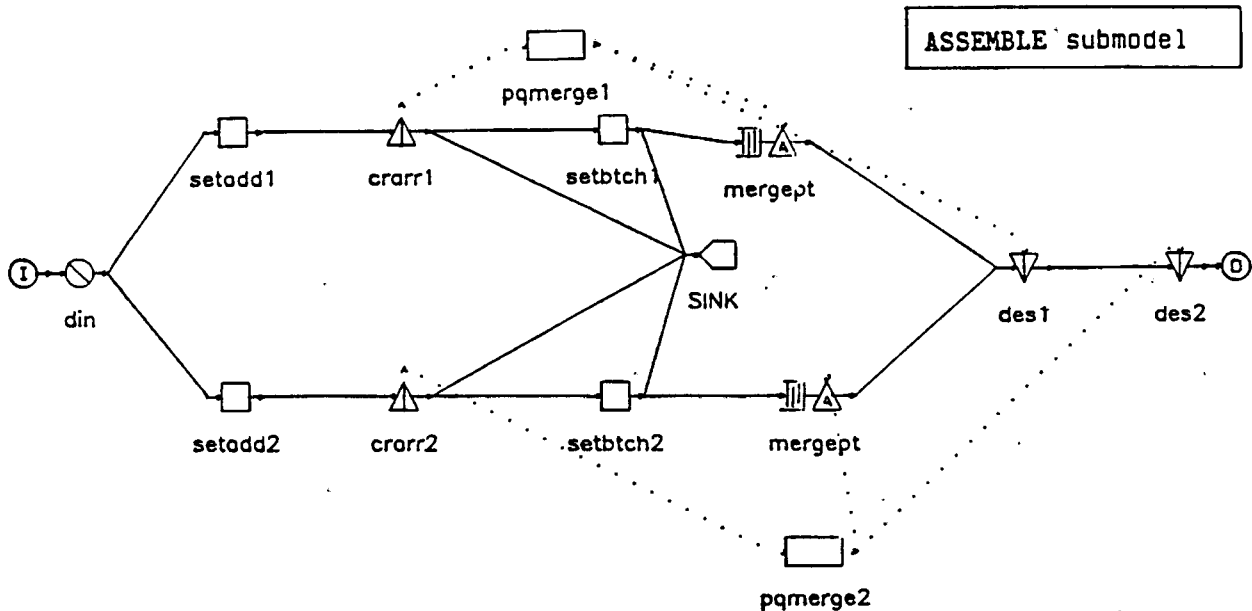 ASSEMBLE submodel
pqmerge1
setadd1
crarr1
setbtch1
mergept
A
I
din
SINK
des1
des2
O
A
setadd2
crarr2
setbtch2
mergept
pqmerge2